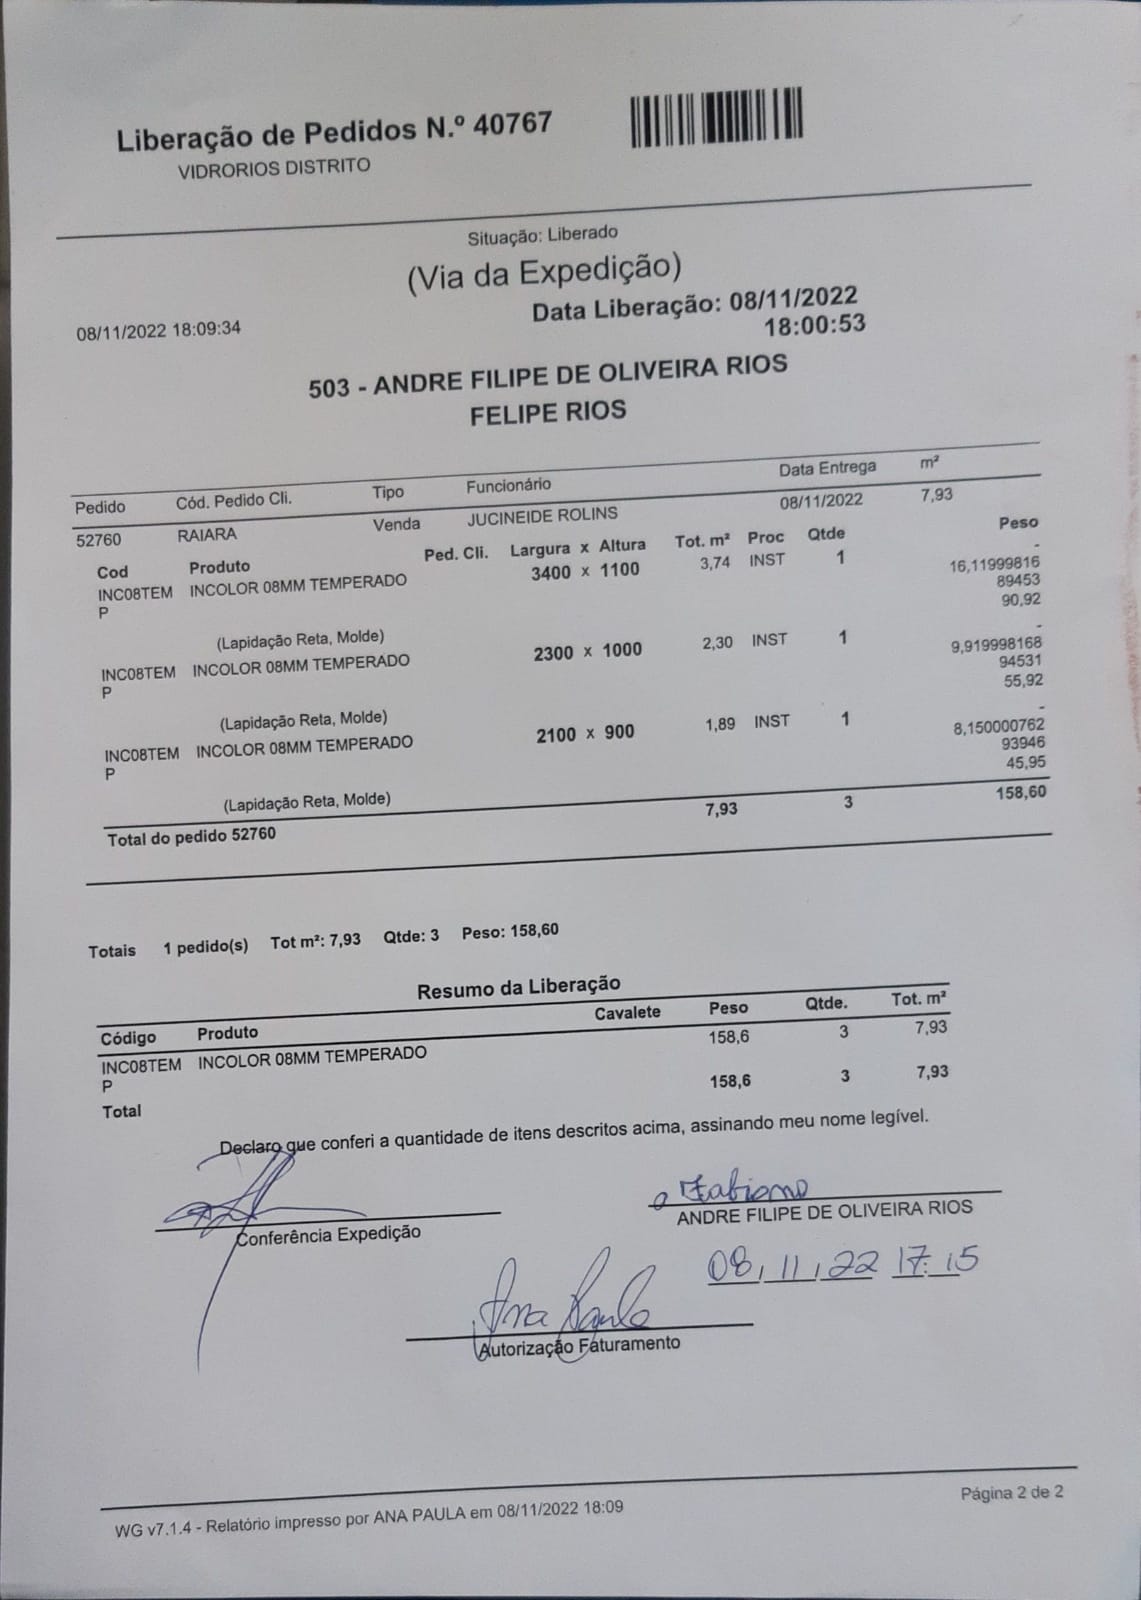 Liberação de Pedidos N.º 40767
VIDRORIOS DISTRITO
Situação: Liberado
(Via da Expedição)
08/11/2022 18:09:34
Data Liberação: 08/11/2022
18:00:53
503 - ANDRE FILIPE DE OLIVEIRA RIOS
FELIPE RIOS
Pedido Cód. Pedido Cli. Tipo Funcionário Data Entrega m²
52760 RAIARA Venda JUCINEIDE ROLINS 08/11/2022 7,93
Cod Produto Ped. Cli. Largura x Altura Tot. m² Proc Qtde Peso
INC08TEM INCOLOR 08MM TEMPERADO 3400 x 1100 3,74 INST 1 -
P 16,11999816
89453
90,92
(Lapidação Reta, Molde)
INC08TEM INCOLOR 08MM TEMPERADO 2300 x 1000 2,30 INST 1 -
P 9,919998168
94531
55,92
(Lapidação Reta, Molde)
INC08TEM INCOLOR 08MM TEMPERADO 2100 x 900 1,89 INST 1 -
P 8,150000762
93946
45,95
(Lapidação Reta, Molde)
Total do pedido 52760 7,93 3 158,60
Totais 1 pedido(s) Tot m²: 7,93 Qtde: 3 Peso: 158,60
Resumo da Liberação
Código Produto Cavalete Peso Qtde. Tot. m²
INC08TEM INCOLOR 08MM TEMPERADO 158,6 3 7,93
P
Total 158,6 3 7,93
Declaro que conferi a quantidade de itens descritos acima, assinando meu nome legível.
Fabiano
Conferência Expedição
ANDRE FILIPE DE OLIVEIRA RIOS
08, 11, 22 17:15
Ana Paula
Autorização Faturamento
WG v7.1.4 - Relatório impresso por ANA PAULA em 08/11/2022 18:09
Página 2 de 2